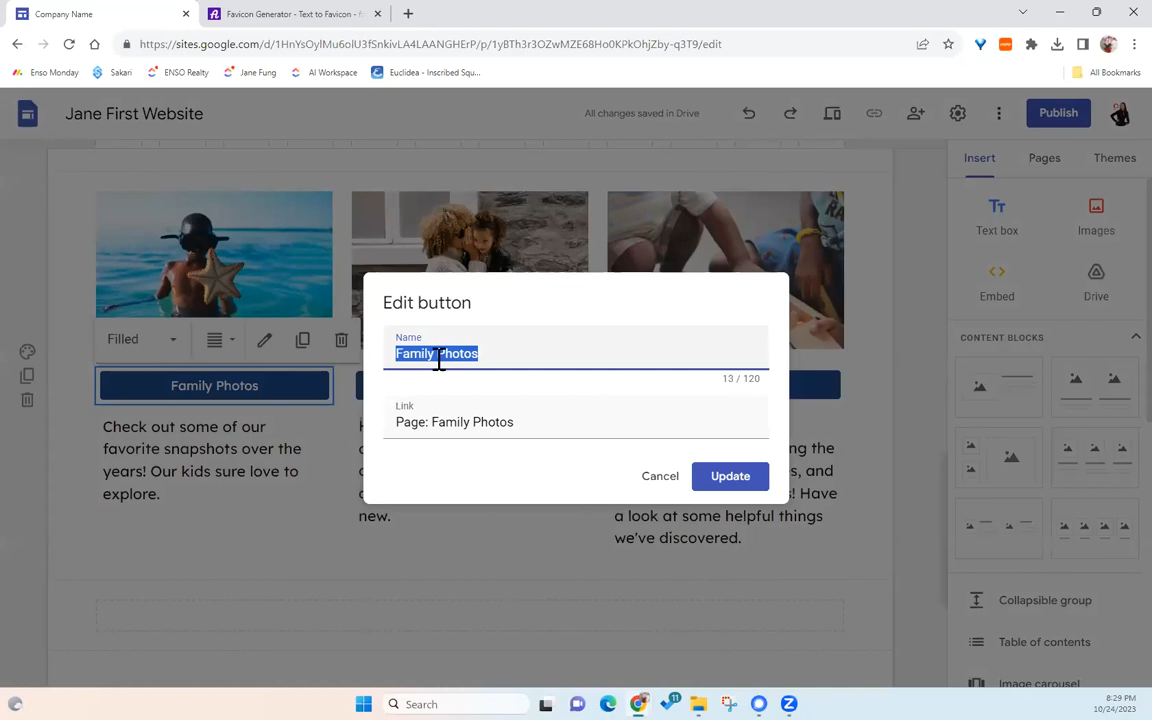 Company Name
Favicon Generator - Text to Favicon - f
https://sites.google.com/d/1HnYsOylMu6olU3fSnkivLA4LAANGHErP/p/1yBTh3r3OZwMZE68Ho0KPkOhjZby-q3T9/edit
Enso Monday
Sakari
ENSO Realty
Jane Fung
AI Workspace
Euclidea - Inscribed Squ...
All Bookmarks
Jane First Website
All changes saved in Drive
Publish
Insert
Pages
Themes
Text box
Images
Embed
Drive
CONTENT BLOCKS
Collapsible group
Table of contents
Image carousel
Filled
Family Photos
Check out some of our
favorite snapshots over the
years! Our kids sure love to
explore.
new.
ng the
s, and
s! Have
a look at some helpful things
we've discovered.
Edit button
Name
Family Photos
13 / 120
Link
Page: Family Photos
Cancel
Update
Search
11
8:29 PM
10/24/2023